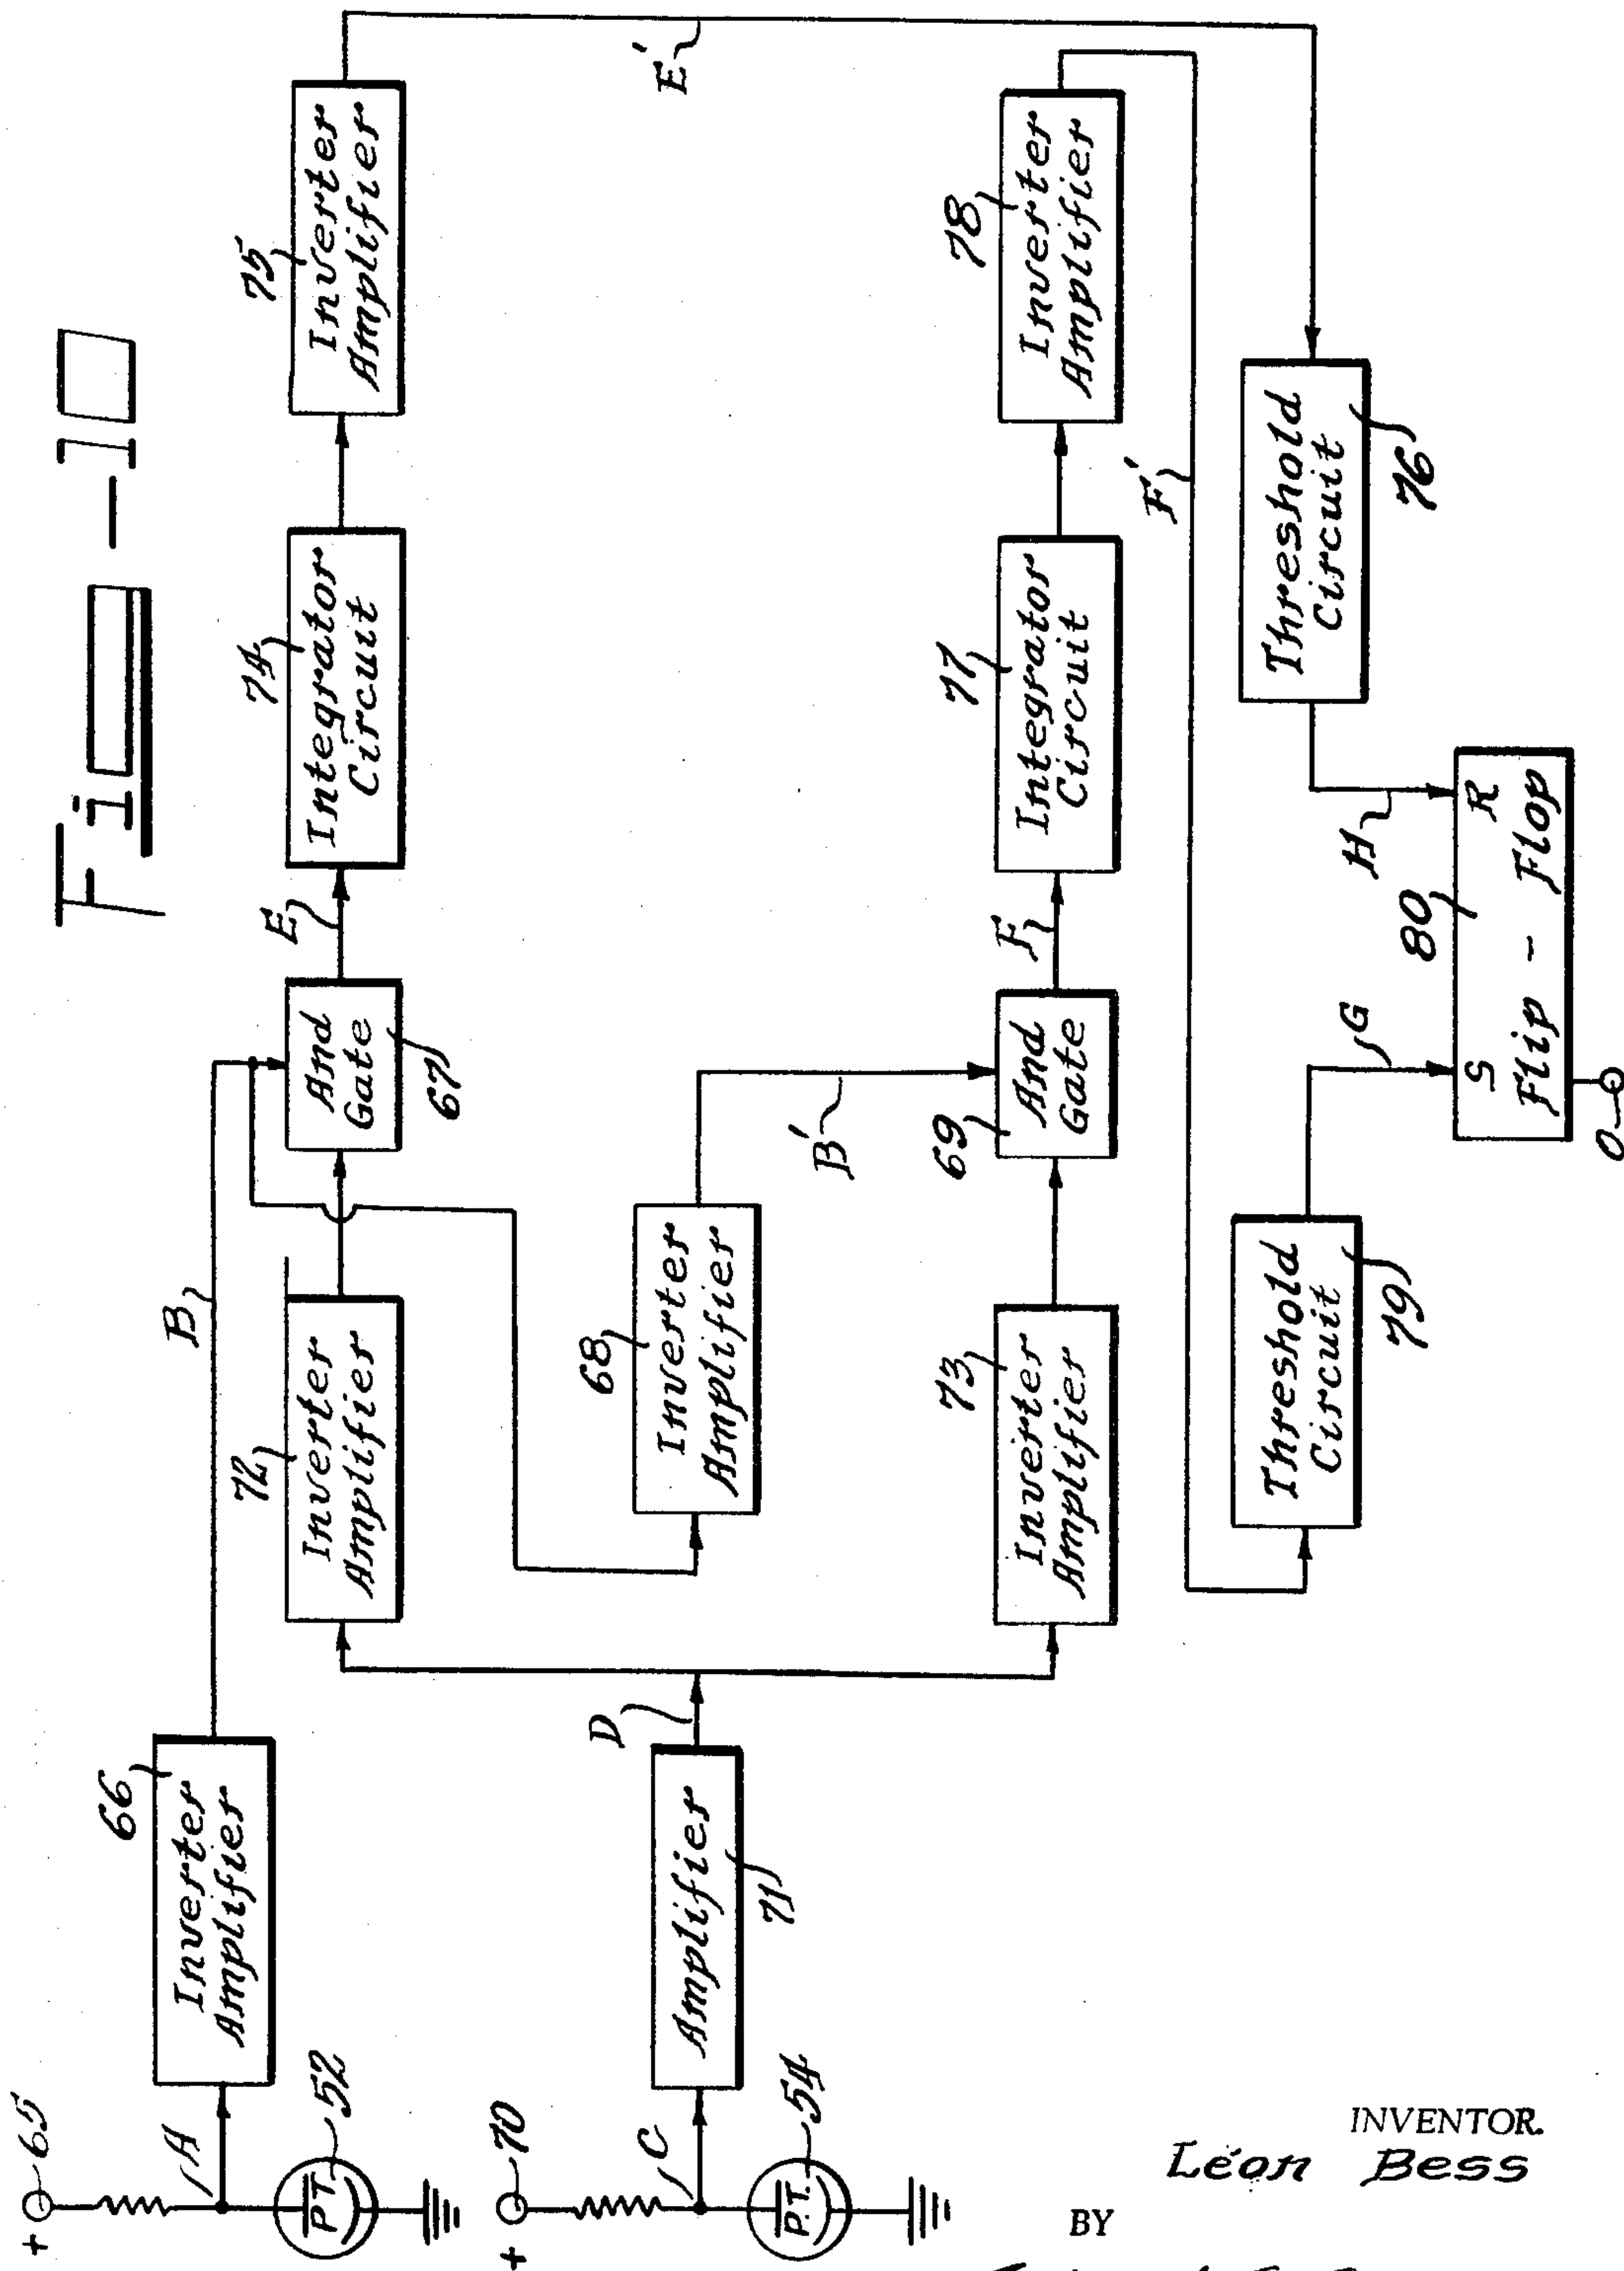 Fig-10
+
65
A
P.T.
52
66
Inverter
Amplifier
B
72
Inverter
Amplifier
And
Gate
67
E
74
Integrator
Circuit
75
Inverter
Amplifier
E'
+
70
C
P.T.
54
Amplifier
71
D
68
Inverter
Amplifier
B'
73
Inverter
Amplifier
69
And
Gate
F
77
Integrator
Circuit
78
Inverter
Amplifier
F'
Threshold
Circuit
79
G
Threshold
Circuit
76
H
S
R
80
Flip - Flop
O
INVENTOR.
Leon Bess
BY